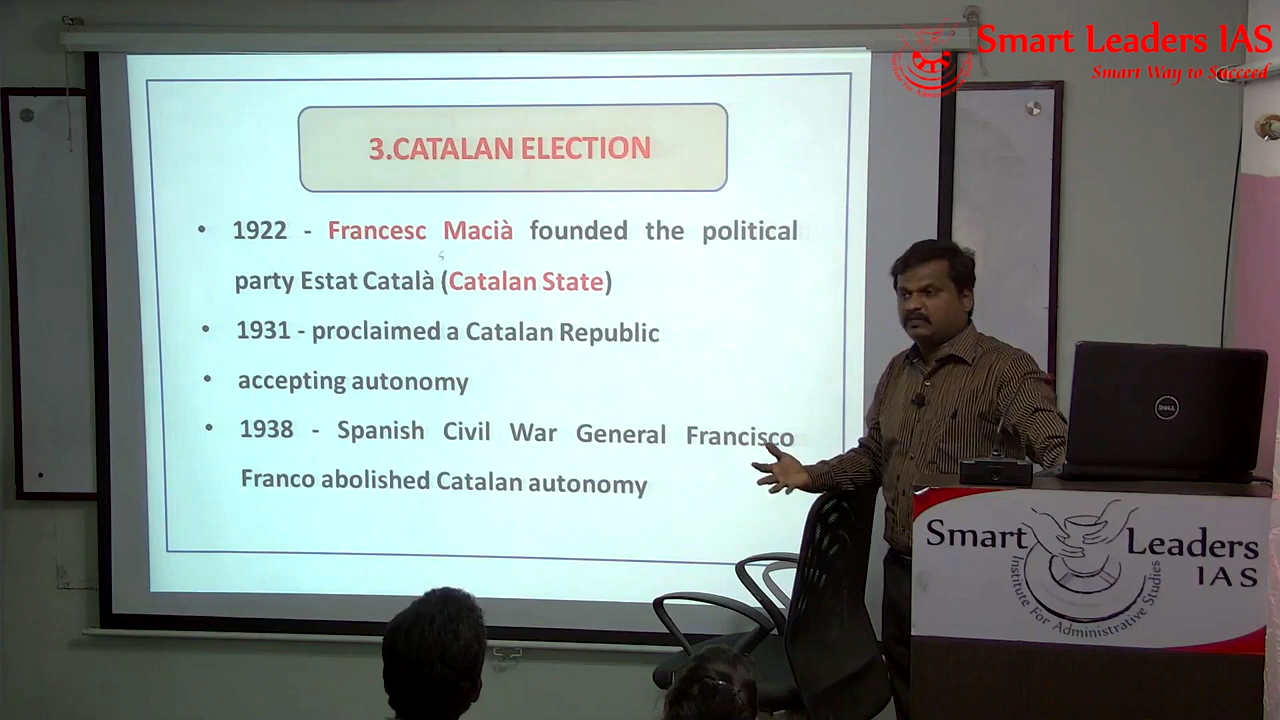 Smart Leaders IAS
Smart Way to Succeed
3.CATALAN ELECTION
• 1922 - Francesc Macià founded the political
party Estat Català (Catalan State)
• 1931 - proclaimed a Catalan Republic
• accepting autonomy
• 1938 - Spanish Civil War General Francisco
Franco abolished Catalan autonomy
DELL
Smart Leaders
IAS
Institute For Administrative Studies